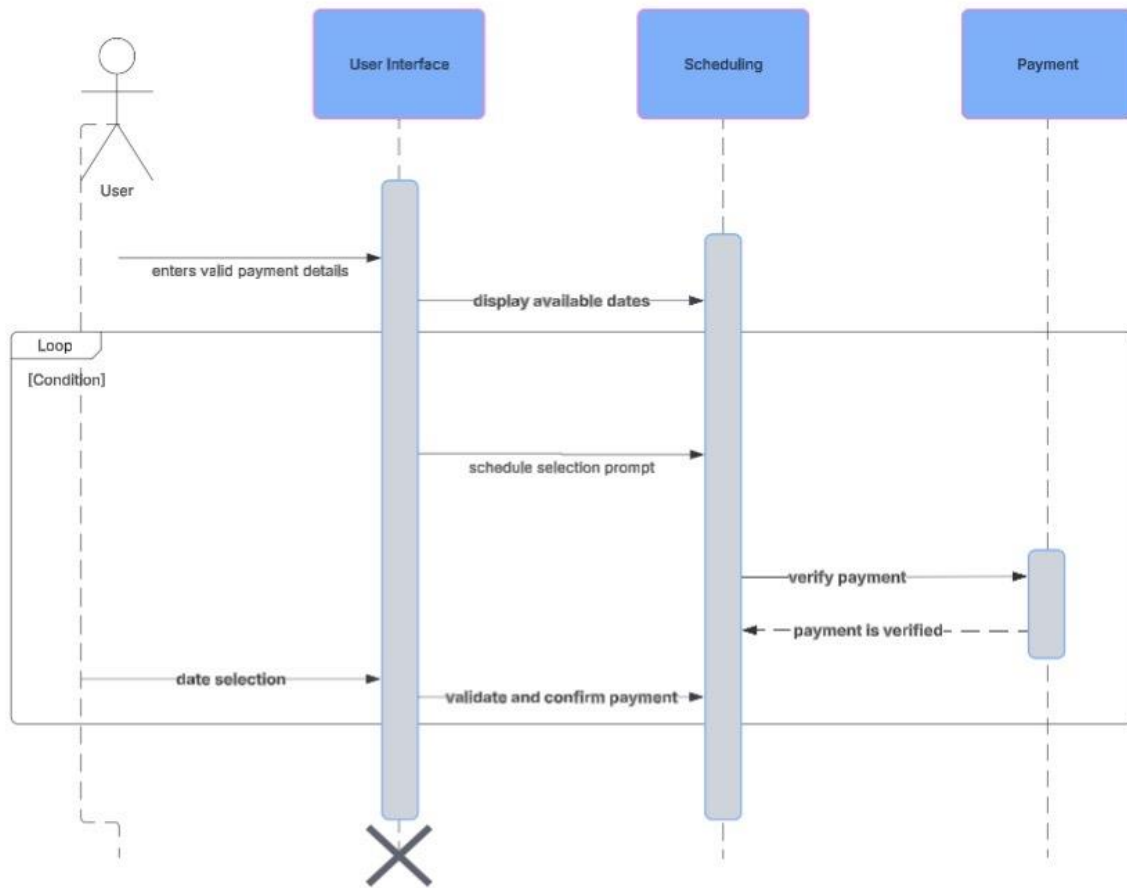 User Interface
Scheduling
Payment
User
enters valid payment details
display available dates
Loop
[Condition]
schedule selection prompt
verify payment
payment is verified
date selection
validate and confirm payment